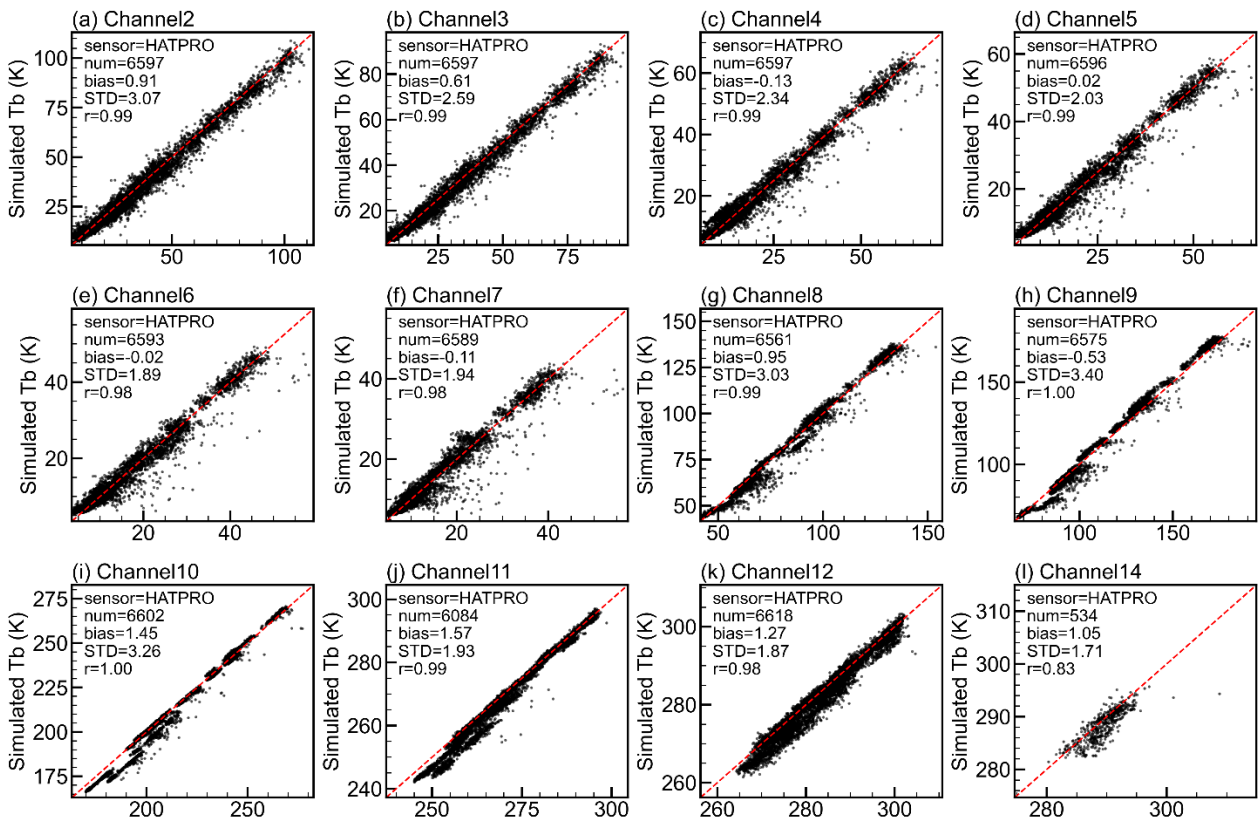 (a) Channel2
sensor=HATPRO
num=6597
bias=0.91
STD=3.07
r=0.99
Simulated Tb (K)
100
75
50
25
50
100
(b) Channel3
sensor=HATPRO
num=6597
bias=0.61
STD=2.59
r=0.99
Simulated Tb (K)
80
60
40
20
25
50
75
(c) Channel4
sensor=HATPRO
num=6597
bias=-0.13
STD=2.34
r=0.99
Simulated Tb (K)
60
40
20
25
50
(d) Channel5
sensor=HATPRO
num=6596
bias=0.02
STD=2.03
r=0.99
Simulated Tb (K)
60
40
20
25
50
(e) Channel6
sensor=HATPRO
num=6593
bias=-0.02
STD=1.89
r=0.98
Simulated Tb (K)
40
20
20
40
(f) Channel7
sensor=HATPRO
num=6589
bias=-0.11
STD=1.94
r=0.98
Simulated Tb (K)
40
20
20
40
(g) Channel8
sensor=HATPRO
num=6561
bias=0.95
STD=3.03
r=0.99
Simulated Tb (K)
150
125
100
75
50
50
100
150
(h) Channel9
sensor=HATPRO
num=6575
bias=-0.53
STD=3.40
r=1.00
Simulated Tb (K)
150
100
100
150
(i) Channel10
sensor=HATPRO
num=6602
bias=1.45
STD=3.26
r=1.00
Simulated Tb (K)
275
250
225
200
175
200
250
(j) Channel11
sensor=HATPRO
num=6084
bias=1.57
STD=1.93
r=0.99
Simulated Tb (K)
300
280
260
240
250
275
300
(k) Channel12
sensor=HATPRO
num=6618
bias=1.27
STD=1.87
r=0.98
Simulated Tb (K)
300
280
260
260
280
300
(l) Channel14
sensor=HATPRO
num=534
bias=1.05
STD=1.71
r=0.83
Simulated Tb (K)
310
300
290
280
280
300